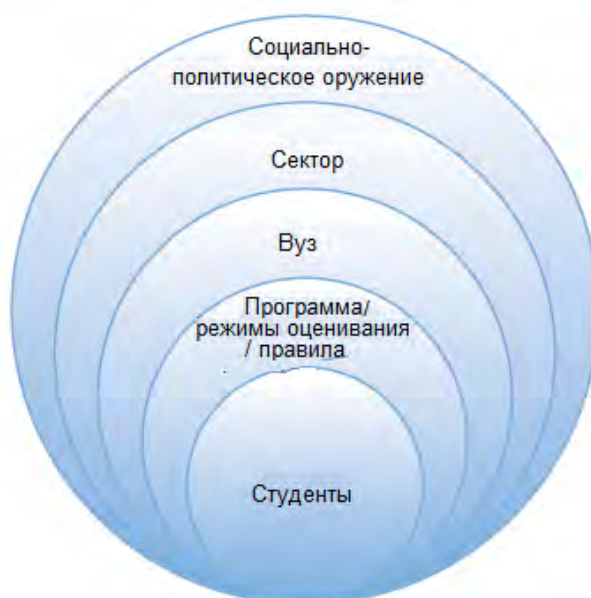 Социально-
политическое оружение
Сектор
Вуз
Программа/
режимы оценивания
/ правила
Студенты